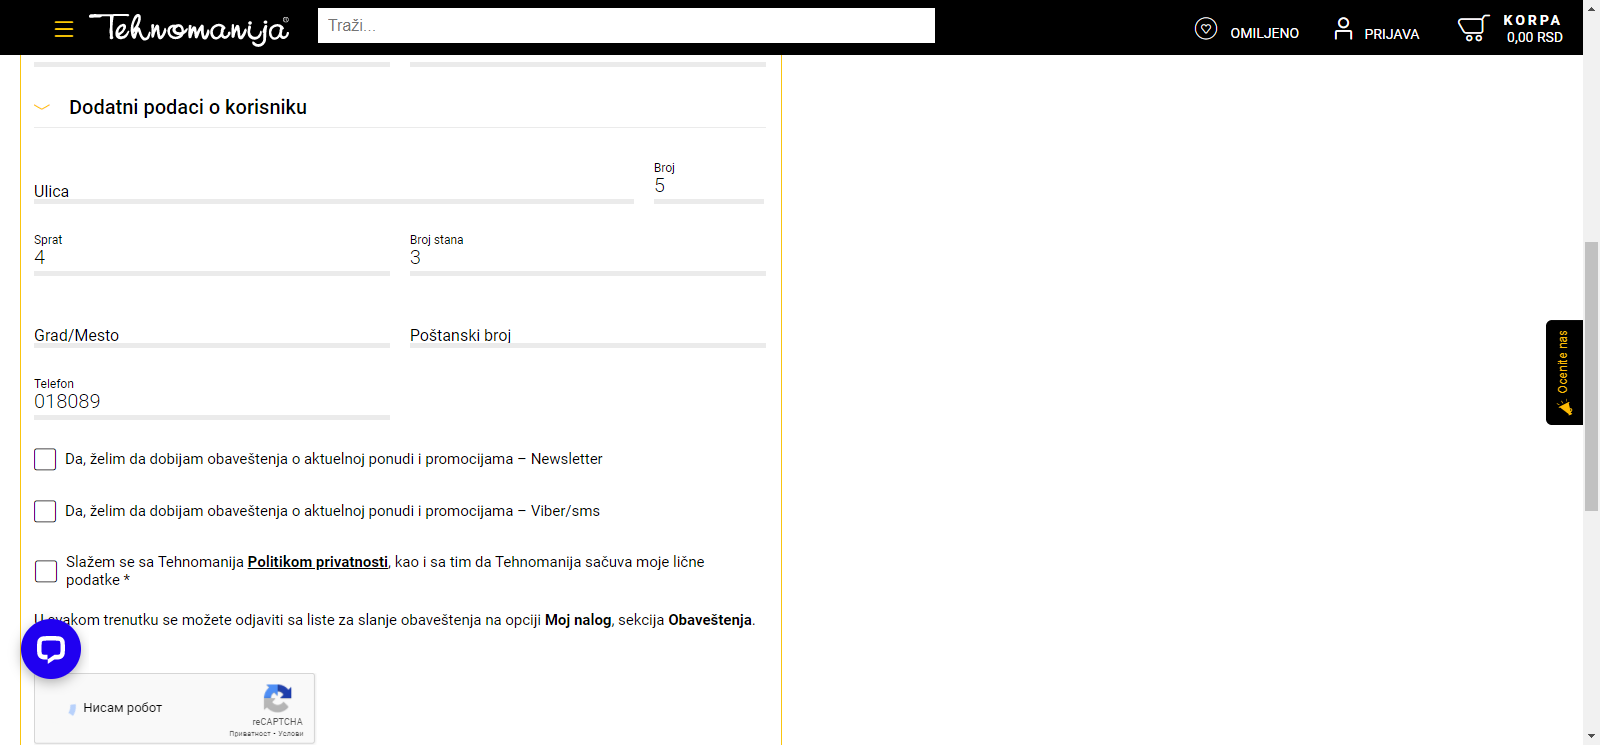 Tehnomanija®
Traži...
OMILJENO
PRIJAVA
KORPA
0,00 RSD
Dodatni podaci o korisniku
Ulica
Broj
5
Sprat
4
Broj stana
3
Grad/Mesto
Poštanski broj
Telefon
018089
Da, želim da dobijam obaveštenja o aktuelnoj ponudi i promocijama – Newsletter
Da, želim da dobijam obaveštenja o aktuelnoj ponudi i promocijama – Viber/sms
Slažem se sa Tehnomanija Politikom privatnosti, kao i sa tim da Tehnomanija sačuva moje lične
podatke *
U svakom trenutku se možete odjaviti sa liste za slanje obaveštenja na opciji Moj nalog, sekcija Obaveštenja.
Нисам робот
reCAPTCHA
Приватност • Услови
Ocenite nas